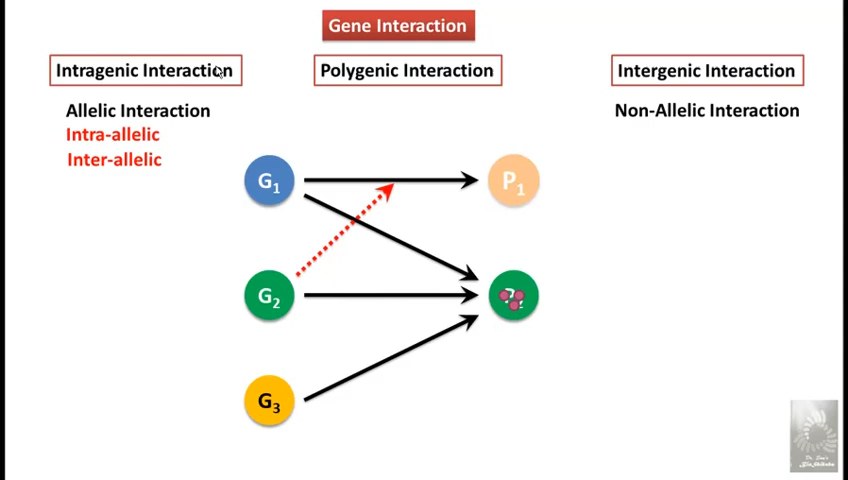 Gene Interaction
Intragenic Interaction
Polygenic Interaction
Intergenic Interaction
Allelic Interaction
Non-Allelic Interaction
Intra-allelic
Inter-allelic
G1
P1
G2
G3